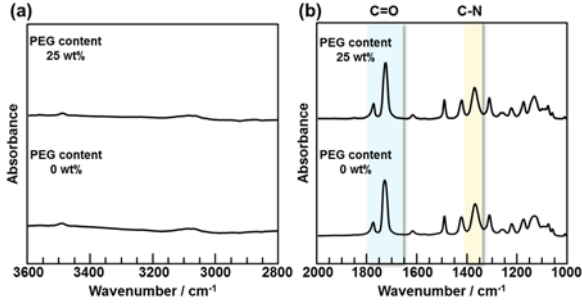 (a)
PEG content
25 wt%
PEG content
0 wt%
Absorbance
3600
3400
3200
3000
2800
Wavenumber / cm⁻¹
(b)
C=O
C-N
PEG content
25 wt%
PEG content
0 wt%
Absorbance
2000
1800
1600
1400
1200
1000
Wavenumber / cm⁻¹